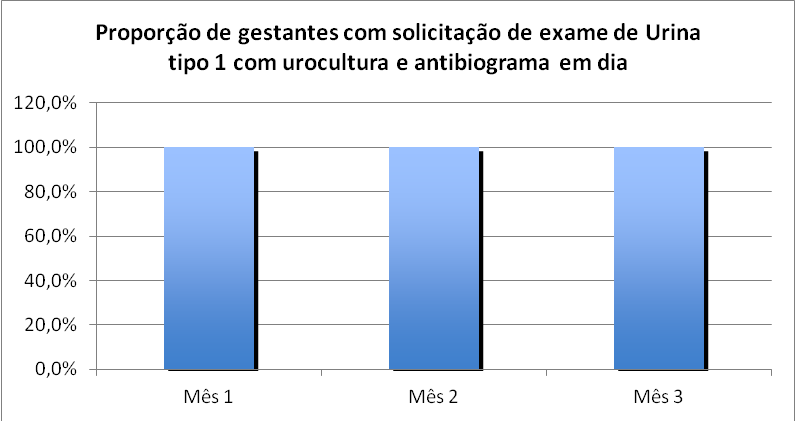 Proporção de gestantes com solicitação de exame de Urina
tipo 1 com urocultura e antibiograma em dia
120,0%
100,0%
80,0%
60,0%
40,0%
20,0%
0,0%
Mês 1
Mês 2
Mês 3